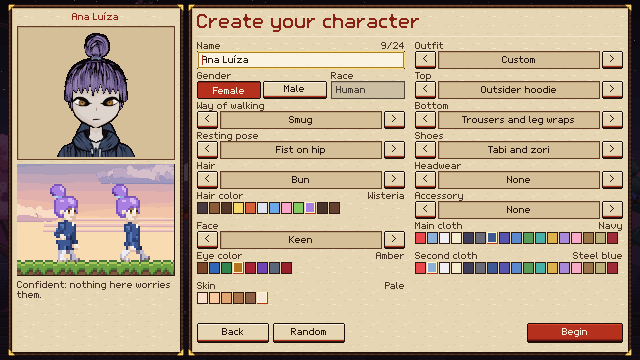 Ana Luíza
Confident: nothing here worries
them.
Create your character
Name 9/24
Ana Luíza
Gender Race
Female Male Human
Way of walking
Smug
Resting pose
Fist on hip
Hair
Bun
Hair color Wisteria
Face
Keen
Eye color Amber
Skin Pale
Back Random
Outfit
Custom
Top
Outsider hoodie
Bottom
Trousers and leg wraps
Shoes
Tabi and zori
Headwear
None
Accessory
None
Main cloth Navy
Second cloth Steel blue
Begin